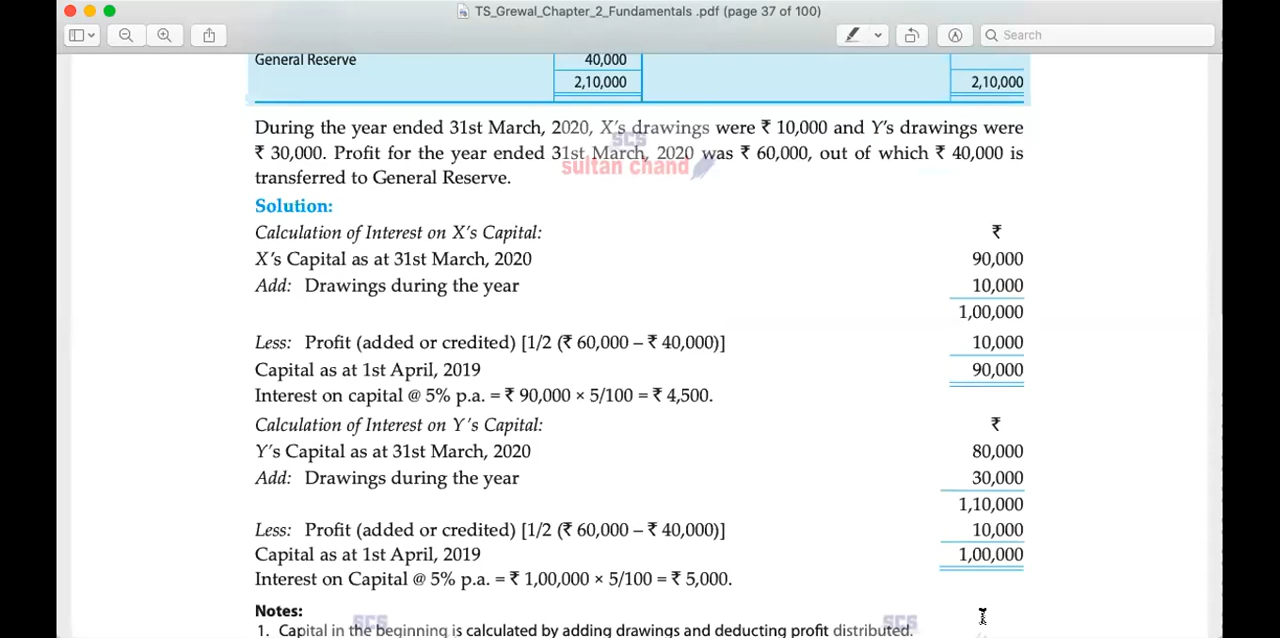 TS_Grewal_Chapter_2_Fundamentals .pdf (page 37 of 100)
Search
General Reserve 40,000
2,10,000 2,10,000
During the year ended 31st March, 2020, X's drawings were ₹ 10,000 and Y's drawings were
₹ 30,000. Profit for the year ended 31st March, 2020 was ₹ 60,000, out of which ₹ 40,000 is
transferred to General Reserve.
SCS
sultan chand
Solution:
Calculation of Interest on X's Capital: ₹
X's Capital as at 31st March, 2020 90,000
Add: Drawings during the year 10,000
1,00,000
Less: Profit (added or credited) [1/2 (₹ 60,000 – ₹ 40,000)] 10,000
Capital as at 1st April, 2019 90,000
Interest on capital @ 5% p.a. = ₹ 90,000 × 5/100 = ₹ 4,500.
Calculation of Interest on Y's Capital: ₹
Y's Capital as at 31st March, 2020 80,000
Add: Drawings during the year 30,000
1,10,000
Less: Profit (added or credited) [1/2 (₹ 60,000 – ₹ 40,000)] 10,000
Capital as at 1st April, 2019 1,00,000
Interest on Capital @ 5% p.a. = ₹ 1,00,000 × 5/100 = ₹ 5,000.
Notes:
SCS SCS
1. Capital in the beginning is calculated by adding drawings and deducting profit distributed.